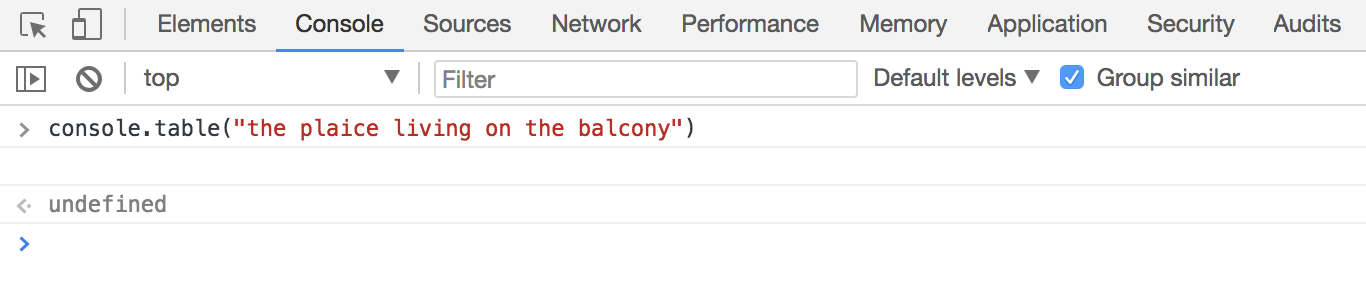 Elements Console Sources Network Performance Memory Application Security Audits
top Filter Default levels Group similar
console.table("the plaice living on the balcony")
undefined